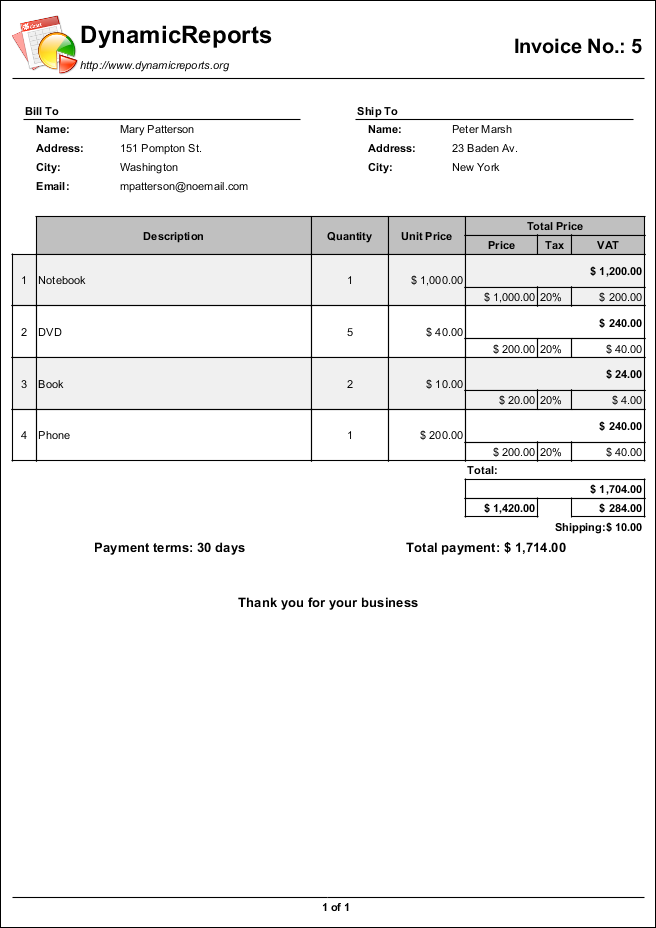 DynamicReports
http://www.dynamicreports.org
Invoice No.: 5
Bill To
Ship To
Name: Mary Patterson Name: Peter Marsh
Address: 151 Pompton St. Address: 23 Baden Av.
City: Washington City: New York
Email: mpatterson@noemail.com
Description Quantity Unit Price Total Price
Price Tax VAT
$ 1,200.00
1 Notebook 1 $ 1,000.00
$ 1,000.00 20% $ 200.00
$ 240.00
2 DVD 5 $ 40.00
$ 200.00 20% $ 40.00
$ 24.00
3 Book 2 $ 10.00
$ 20.00 20% $ 4.00
$ 240.00
4 Phone 1 $ 200.00
$ 200.00 20% $ 40.00
Total:
$ 1,704.00
$ 1,420.00 $ 284.00
Shipping:$ 10.00
Payment terms: 30 days Total payment: $ 1,714.00
Thank you for your business
1 of 1